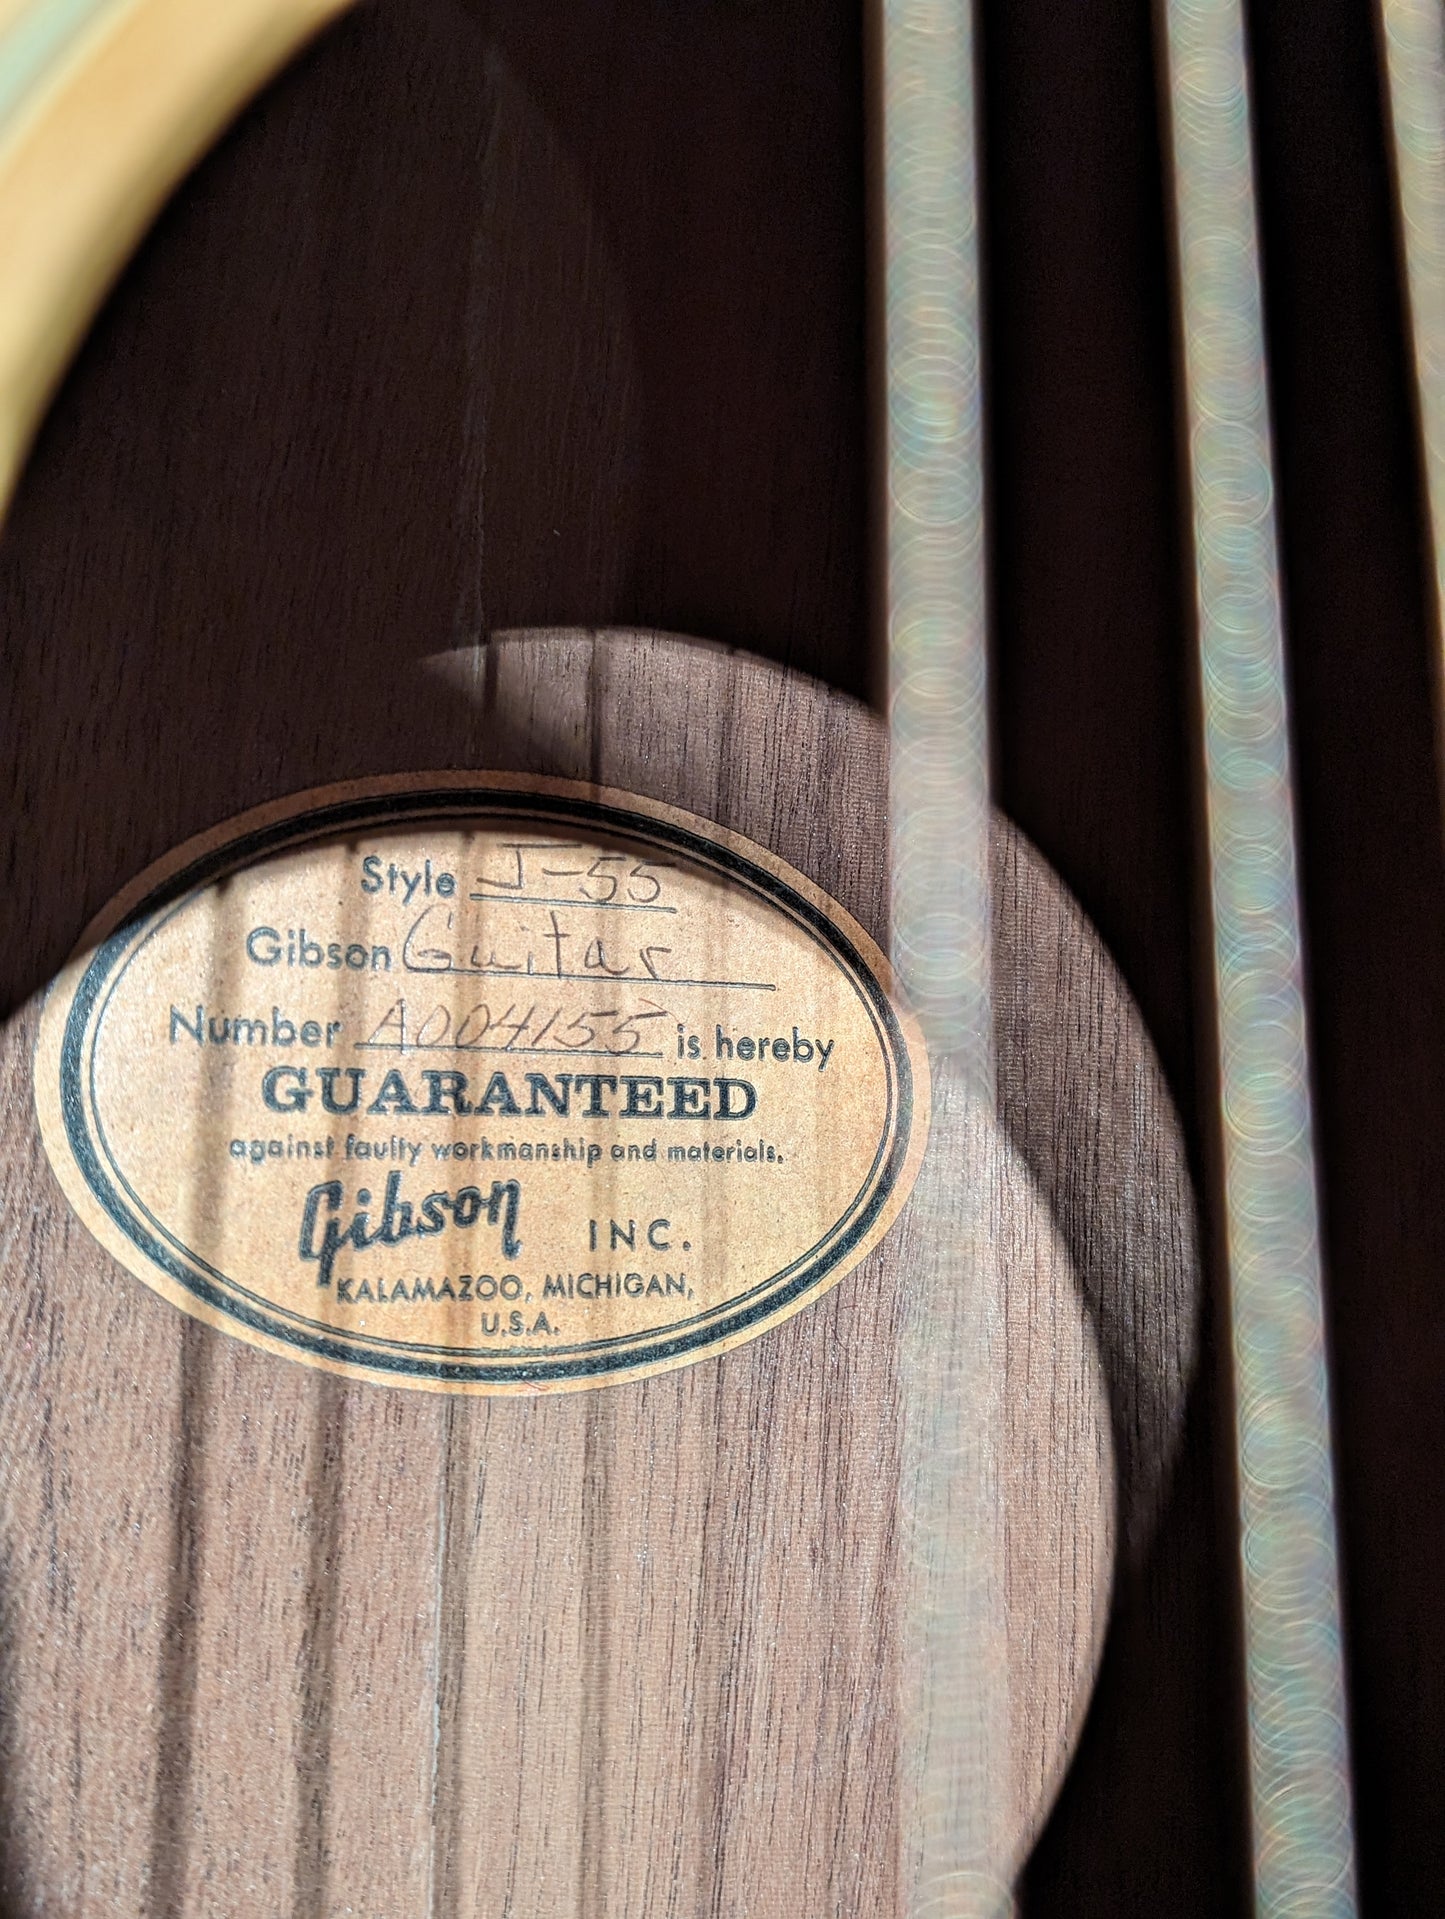 Style J-55
Gibson Guitar
Number A004155 is hereby
GUARANTEED
against faulty workmanship and materials.
Gibson INC.
KALAMAZOO, MICHIGAN,
U.S.A.